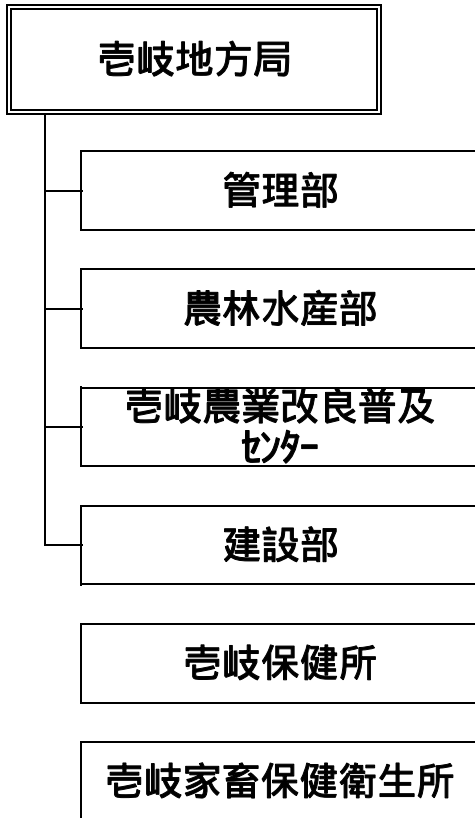 壱岐地方局
管理部
農林水産部
壱岐農業改良普及
ｾﾝﾀｰ
建設部
壱岐保健所
壱岐家畜保健衛生所